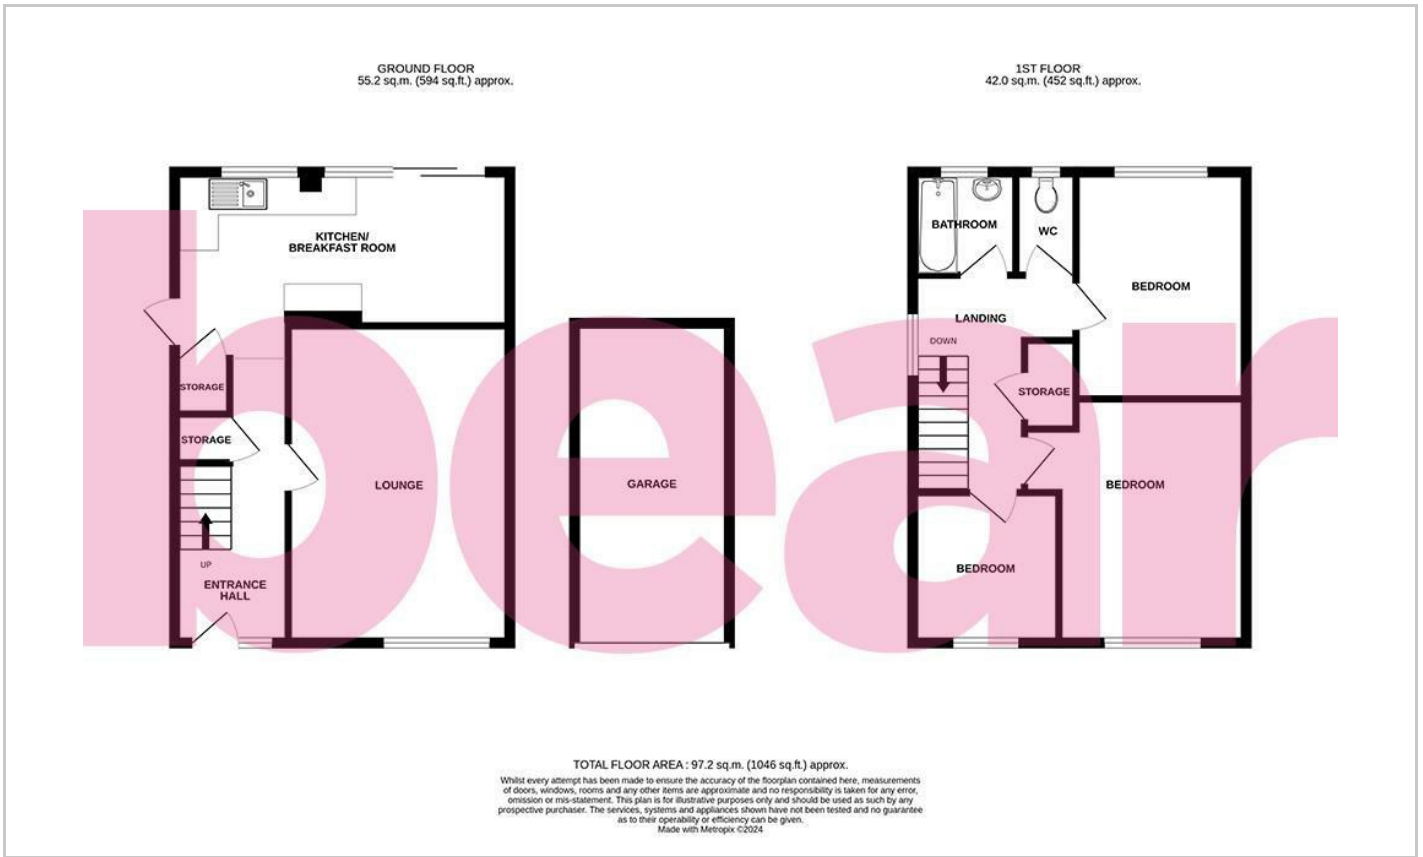 GROUND FLOOR
55.2 sq.m. (594 sq.ft.) approx.
1ST FLOOR
42.0 sq.m. (452 sq.ft.) approx.
KITCHEN/
BREAKFAST ROOM
STORAGE
STORAGE
LOUNGE
UP
ENTRANCE
HALL
GARAGE
BATHROOM
WC
BEDROOM
LANDING
DOWN
STORAGE
BEDROOM
BEDROOM
bear
TOTAL FLOOR AREA : 97.2 sq.m. (1046 sq.ft.) approx.
Whilst every attempt has been made to ensure the accuracy of the floorplan contained here, measurements
of doors, windows, rooms and any other items are approximate and no responsibility is taken for any error,
omission or mis-statement. This plan is for illustrative purposes only and should be used as such by any
prospective purchaser. The services, systems and appliances shown have not been tested and no guarantee
as to their operability or efficiency can be given.
Made with Metropix ©2024